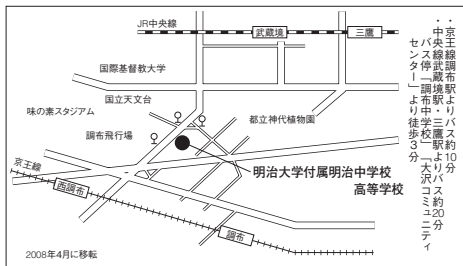 ・京王線調布駅よりバス約10分
・中央線武蔵境駅・三鷹駅よりバス約20分
バス停「調布中学校」「大沢コミュニティ
センター」より徒歩3分
JR中央線
武蔵境
三鷹
国際基督教大学
国立天文台
味の素スタジアム
都立神代植物園
調布飛行場
明治大学付属明治中学校
高等学校
京王線
西調布
調布
2008年4月に移転